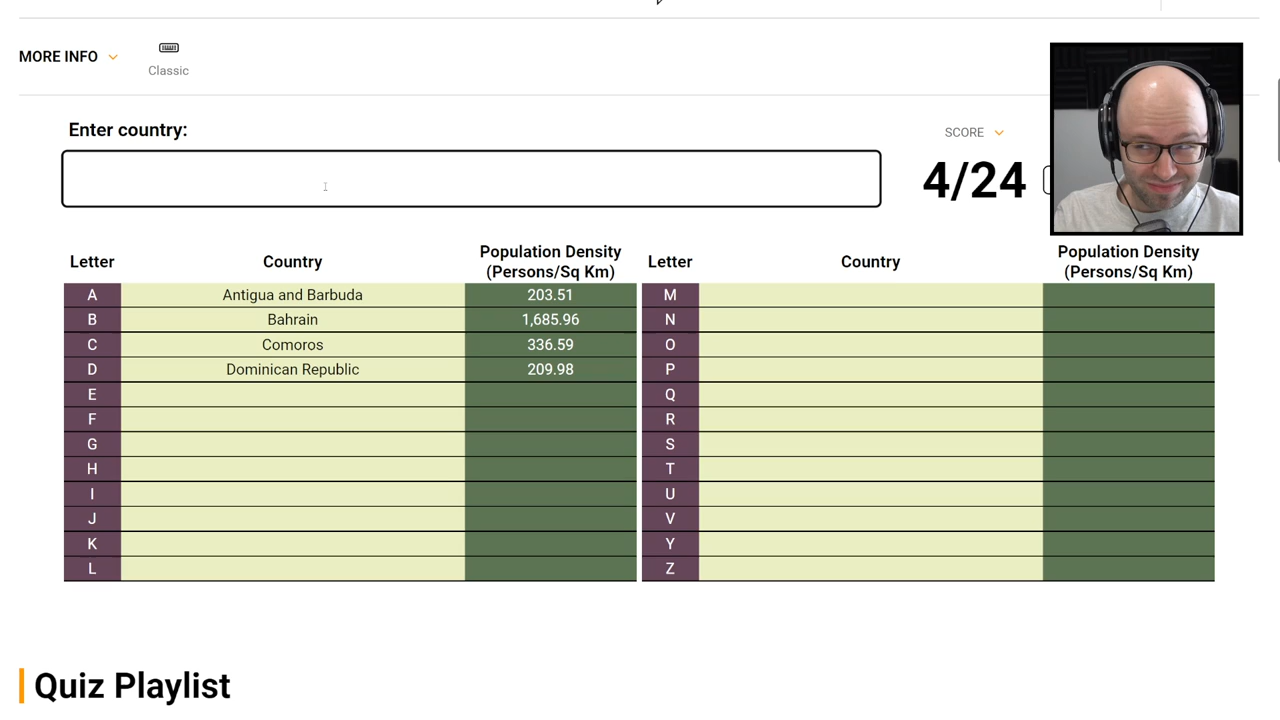 MORE INFO
Classic
Enter country:
SCORE
4/24
Letter Country Population Density (Persons/Sq Km) Letter Country Population Density (Persons/Sq Km)
A Antigua and Barbuda 203.51 M
B Bahrain 1,685.96 N
C Comoros 336.59 O
D Dominican Republic 209.98 P
E Q
F R
G S
H T
I U
J V
K Y
L Z
Quiz Playlist